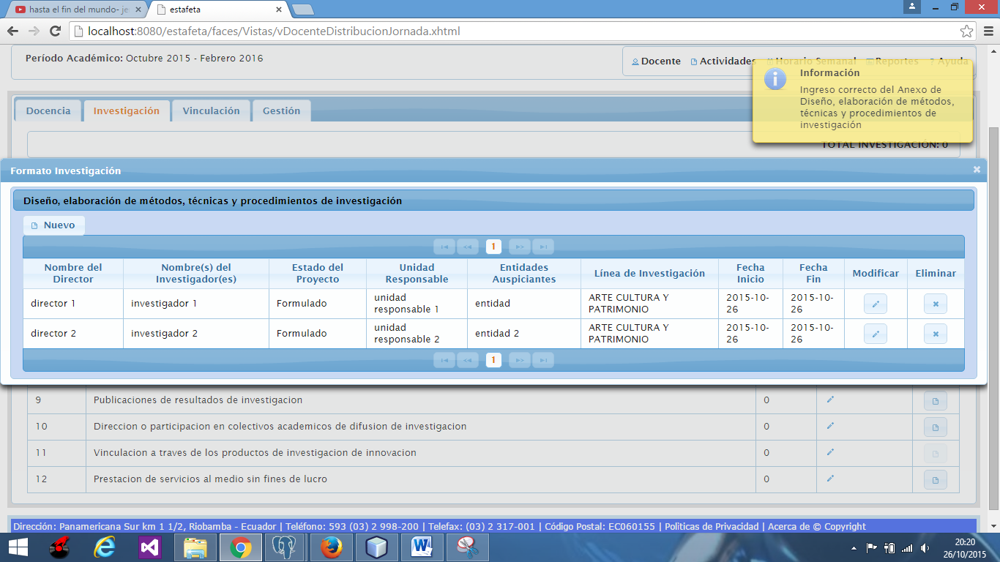 hasta el fin del mundo- je
estafeta
localhost:8080/estafeta/faces/Vistas/vDocenteDistribucionJornada.xhtml
Período Académico: Octubre 2015 - Febrero 2016
Docente Actividades Horario Semanal Reportes ? Ayuda
Información
Ingreso correcto del Anexo de
Diseño, elaboración de métodos,
técnicas y procedimientos de
investigación
Docencia Investigación Vinculación Gestión
TOTAL INVESTIGACIÓN: 0
Formato Investigación
Diseño, elaboración de métodos, técnicas y procedimientos de investigación
Nuevo
1
Nombre del Director Nombre(s) del Investigador(es) Estado del Proyecto Unidad Responsable Entidades Auspiciantes Línea de Investigación Fecha Inicio Fecha Fin Modificar Eliminar
director 1 investigador 1 Formulado unidad responsable 1 entidad ARTE CULTURA Y PATRIMONIO 2015-10-26 2015-10-26
director 2 investigador 2 Formulado unidad responsable 2 entidad 2 ARTE CULTURA Y PATRIMONIO 2015-10-26 2015-10-26
1
9 Publicaciones de resultados de investigacion 0
10 Direccion o participacion en colectivos academicos de difusion de investigacion 0
11 Vinculacion a traves de los productos de investigacion de innovacion 0
12 Prestacion de servicios al medio sin fines de lucro 0
Dirección: Panamericana Sur km 1 1/2, Riobamba - Ecuador | Teléfono: 593 (03) 2 998-200 | Telefax: (03) 2 317-001 | Código Postal: EC060155 | Politicas de Privacidad | Acerca de © Copyright
20:20
26/10/2015